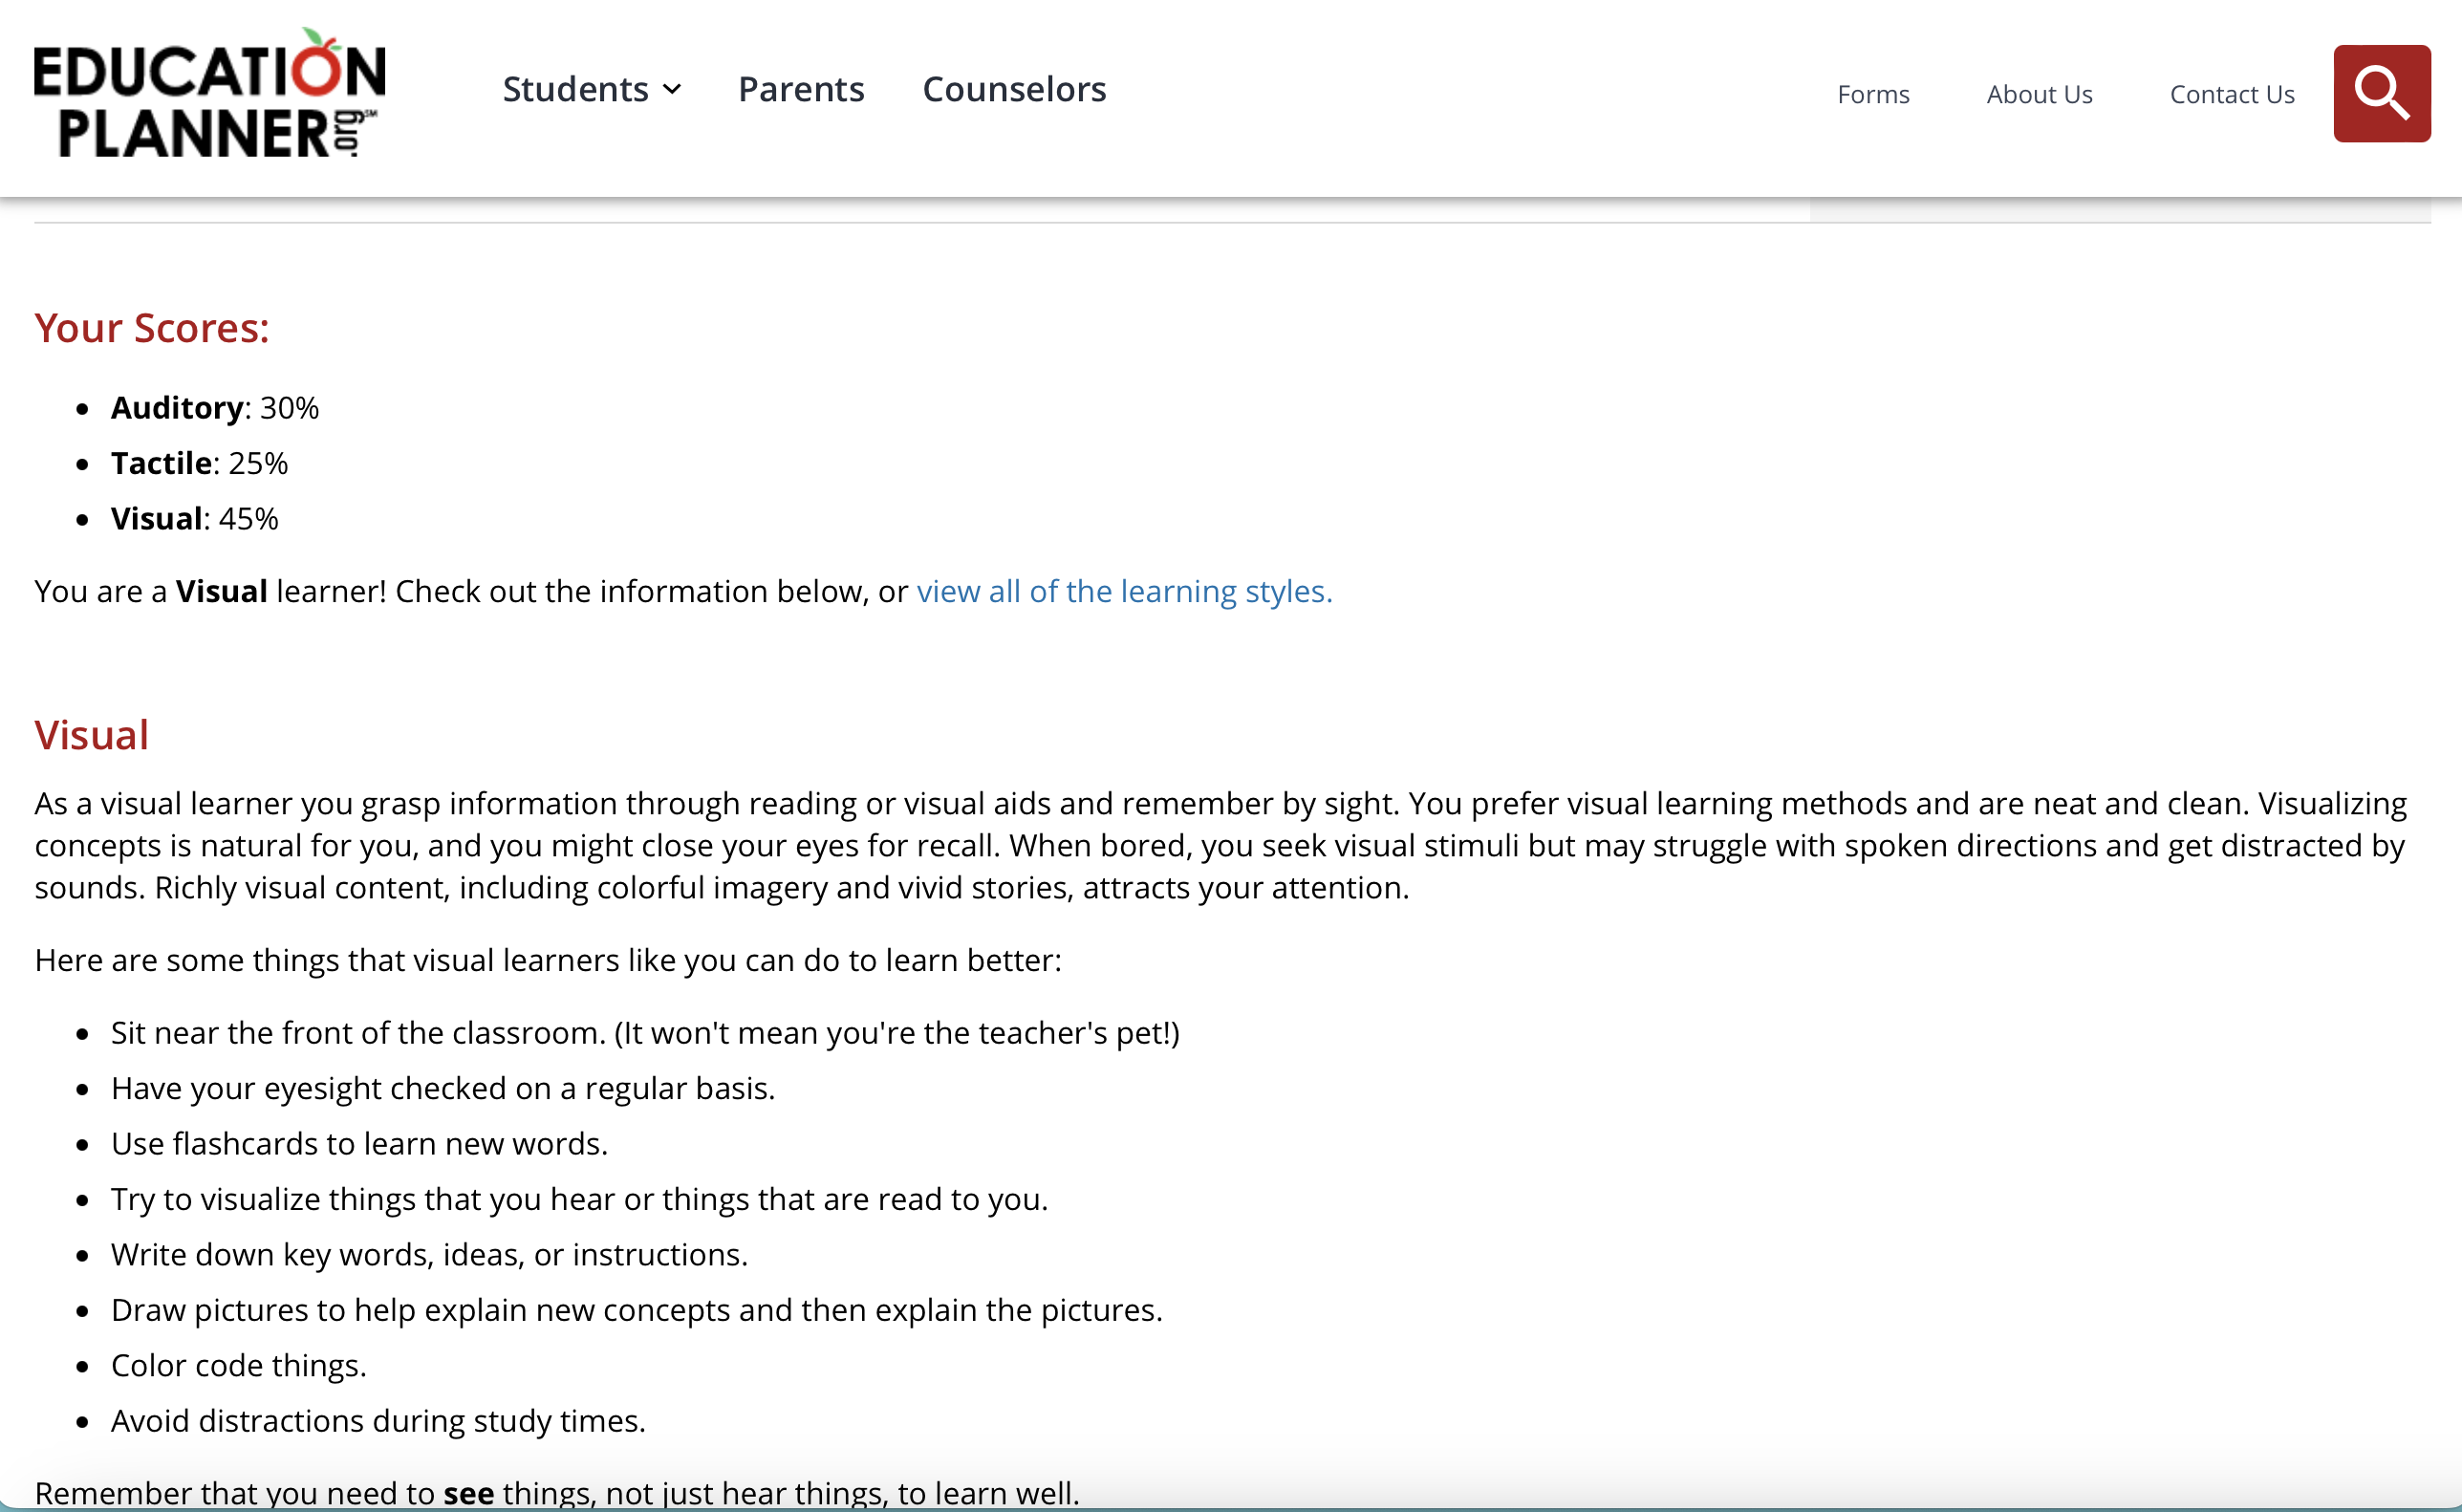 EDUCATION
PLANNER.org℠
Students
Parents
Counselors
Forms
About Us
Contact Us
Your Scores:
• Auditory: 30%
• Tactile: 25%
• Visual: 45%
You are a Visual learner! Check out the information below, or view all of the learning styles.
Visual
As a visual learner you grasp information through reading or visual aids and remember by sight. You prefer visual learning methods and are neat and clean. Visualizing
concepts is natural for you, and you might close your eyes for recall. When bored, you seek visual stimuli but may struggle with spoken directions and get distracted by
sounds. Richly visual content, including colorful imagery and vivid stories, attracts your attention.
Here are some things that visual learners like you can do to learn better:
• Sit near the front of the classroom. (It won't mean you're the teacher's pet!)
• Have your eyesight checked on a regular basis.
• Use flashcards to learn new words.
• Try to visualize things that you hear or things that are read to you.
• Write down key words, ideas, or instructions.
• Draw pictures to help explain new concepts and then explain the pictures.
• Color code things.
• Avoid distractions during study times.
Remember that you need to see things, not just hear things, to learn well.